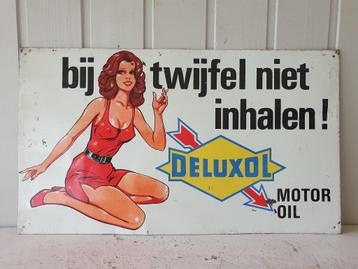 bij twijfel niet
inhalen!
DELUXOL
MOTOR
OIL